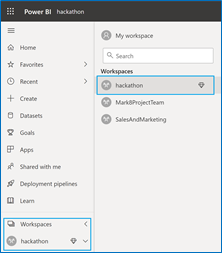 Power BI hackathon
Home
Favorites
Recent
Create
Datasets
Goals
Apps
Shared with me
Deployment pipelines
Learn
Workspaces
hackathon
My workspace
Search
Workspaces
hackathon
Mark8ProjectTeam
SalesAndMarketing